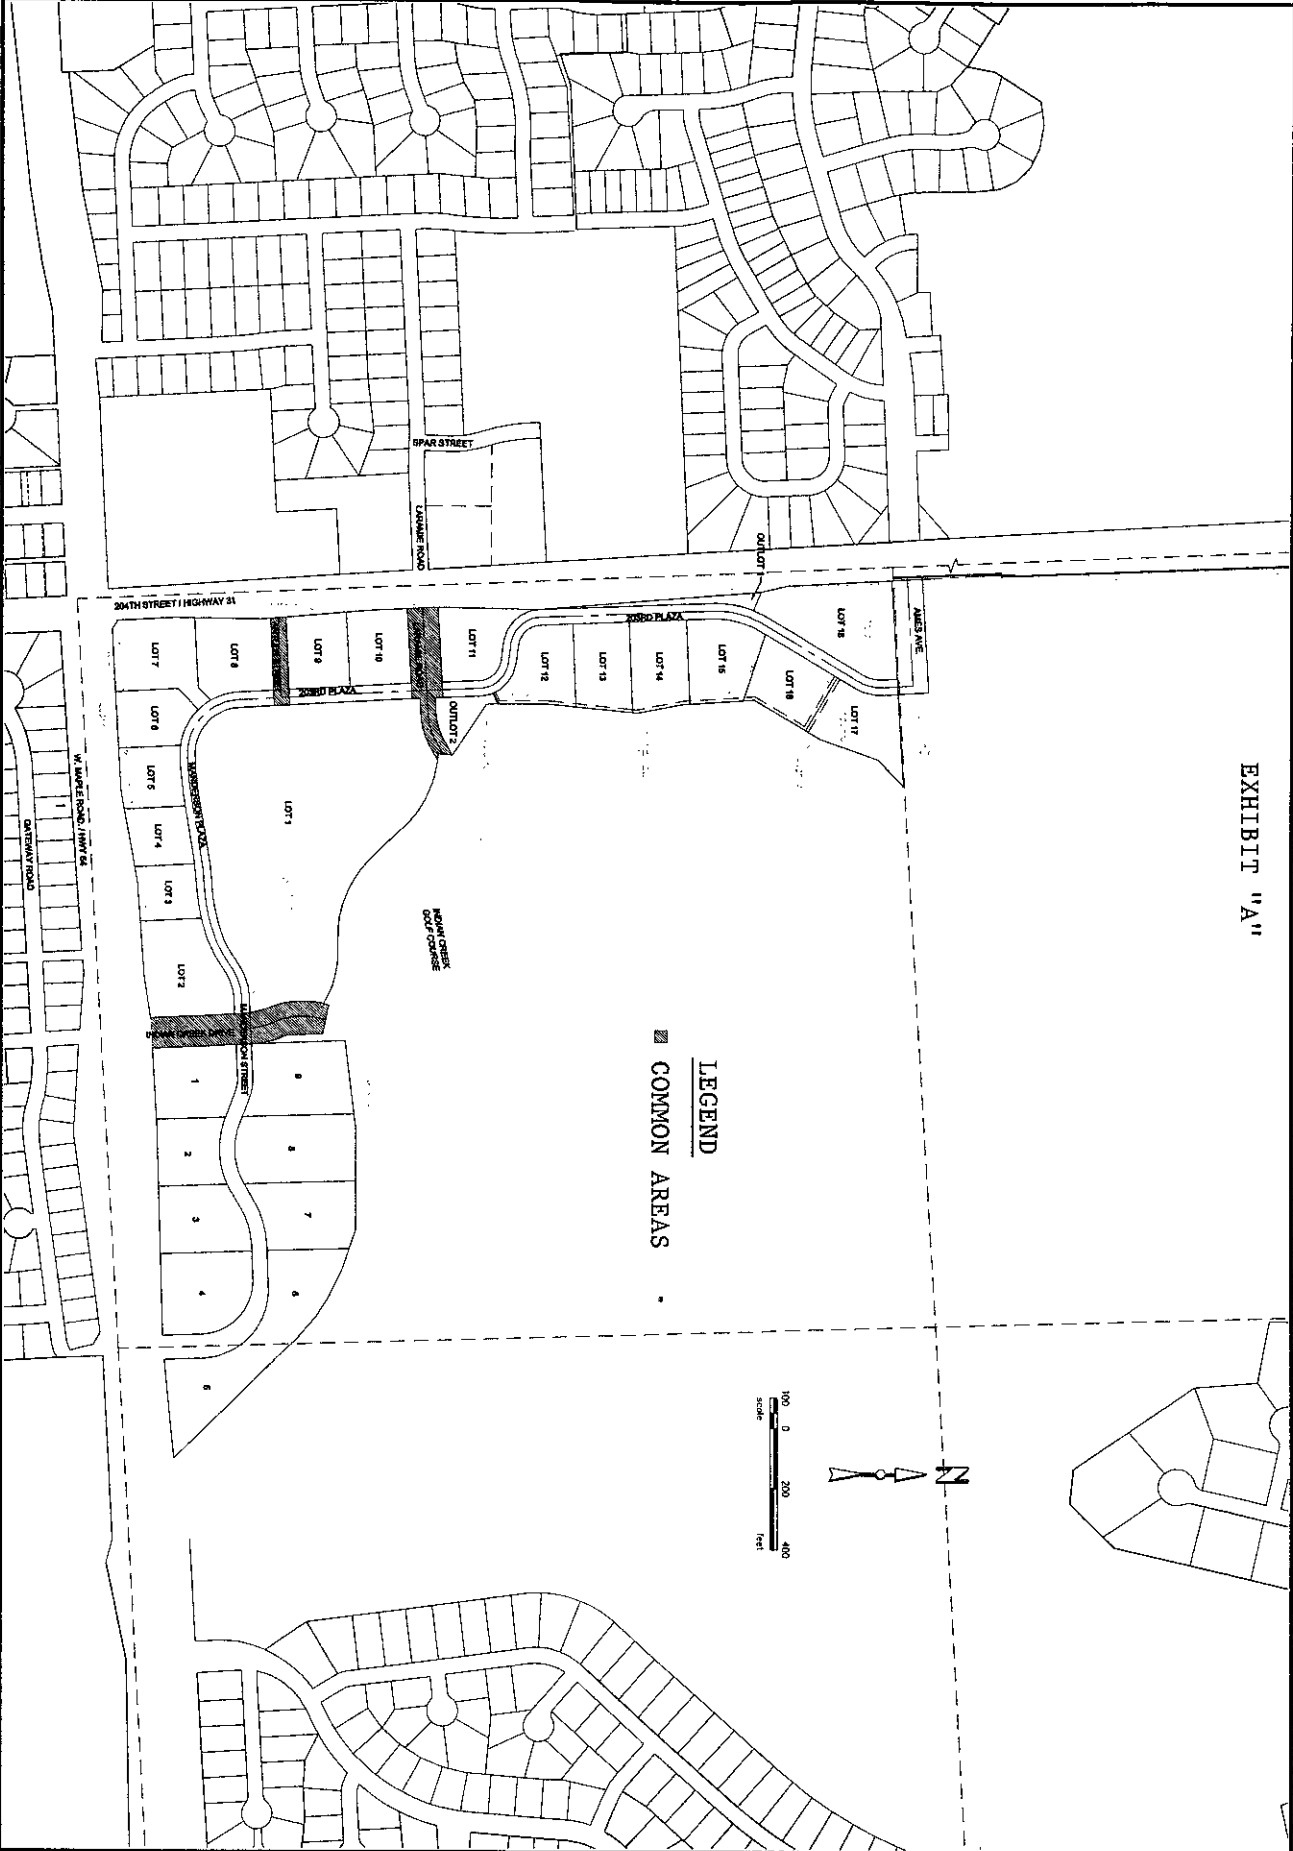 EXHIBIT "A"
LEGEND
COMMON AREAS
N
100 0 200 400
scale feet
SPAR STREET
LARAMIE ROAD
204TH STREET / HIGHWAY 31
OUTLOT
203RD PLAZA
AMES AVE.
LOT 18
LOT 17
LOT 16
LOT 15
LOT 14
LOT 13
LOT 12
LOT 11
LOT 10
LOT 9
LOT 8
LOT 7
LOT 6
LOT 5
LOT 4
LOT 3
LOT 2
LOT 1
OUTLOT 2
203RD PLAZA
MANDERSON PLAZA
MANDERSON STREET
INDIAN CREEK DRIVE
INDIAN CREEK
GOLF COURSE
W. MAPLE ROAD / HWY 64
GATEWAY ROAD
1
2
3
4
5
6
7
8
9